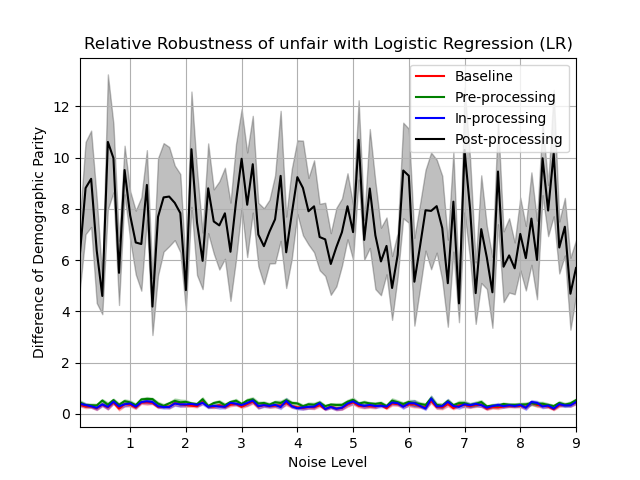 Relative Robustness of unfair with Logistic Regression (LR)
Baseline
Pre-processing
In-processing
Post-processing
Difference of Demographic Parity
12
10
8
6
4
2
0
1 2 3 4 5 6 7 8 9
Noise Level